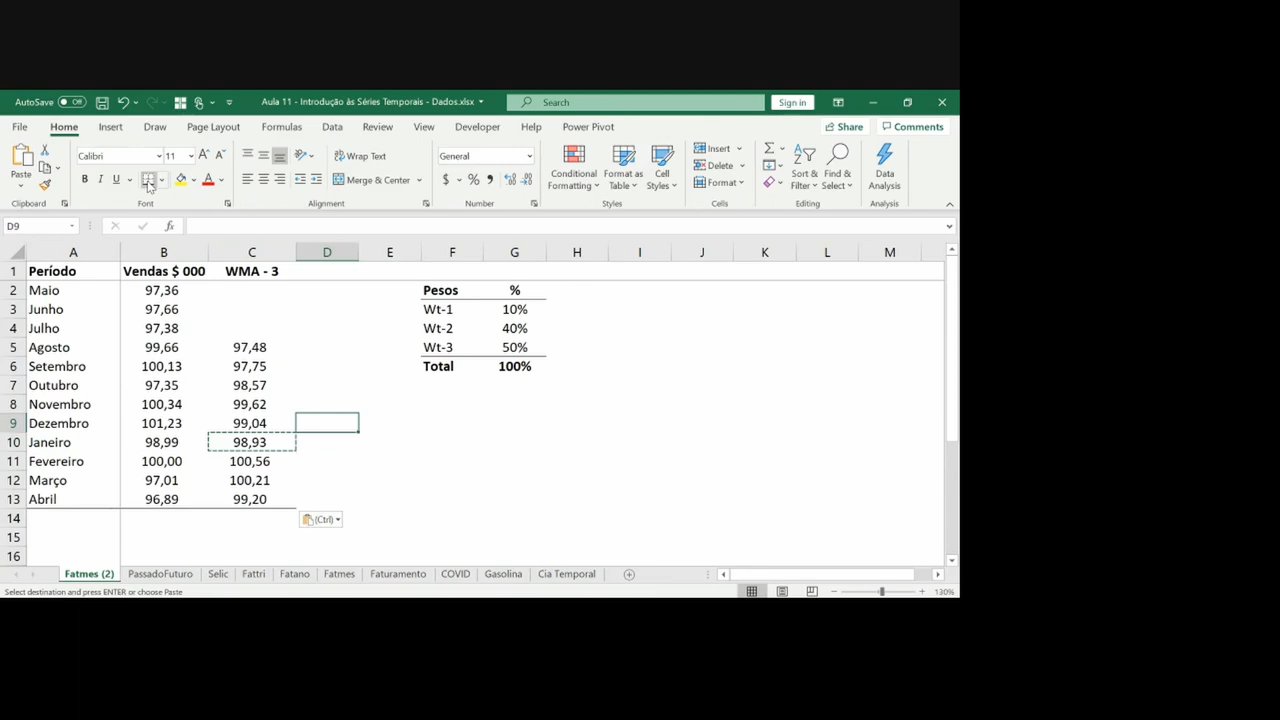 AutoSave Off Aula 11 - Introdução às Séries Temporais - Dados.xlsx Search Sign in
File Home Insert Draw Page Layout Formulas Data Review View Developer Help Power Pivot Share Comments
Paste Calibri 11 A A Wrap Text General Conditional Formatting Format as Table Cell Styles Insert Delete Format Sort & Filter Find & Select Data Analysis
B I U A Merge & Center $ %
Clipboard Font Alignment Number Styles Cells Editing Analysis
D9 fx
A B C D E F G H I J K L M
1 Período Vendas $ 000 WMA - 3
2 Maio 97,36 Pesos %
3 Junho 97,66 Wt-1 10%
4 Julho 97,38 Wt-2 40%
5 Agosto 99,66 97,48 Wt-3 50%
6 Setembro 100,13 97,75 Total 100%
7 Outubro 97,35 98,57
8 Novembro 100,34 99,62
9 Dezembro 101,23 99,04
10 Janeiro 98,99 98,93
11 Fevereiro 100,00 100,56
12 Março 97,01 100,21
13 Abril 96,89 99,20
14 (Ctrl)
15
16
Fatmes (2) PassadoFuturo Selic Fattri Fatano Fatmes Faturamento COVID Gasolina Cia Temporal
Select destination and press ENTER or choose Paste 130%